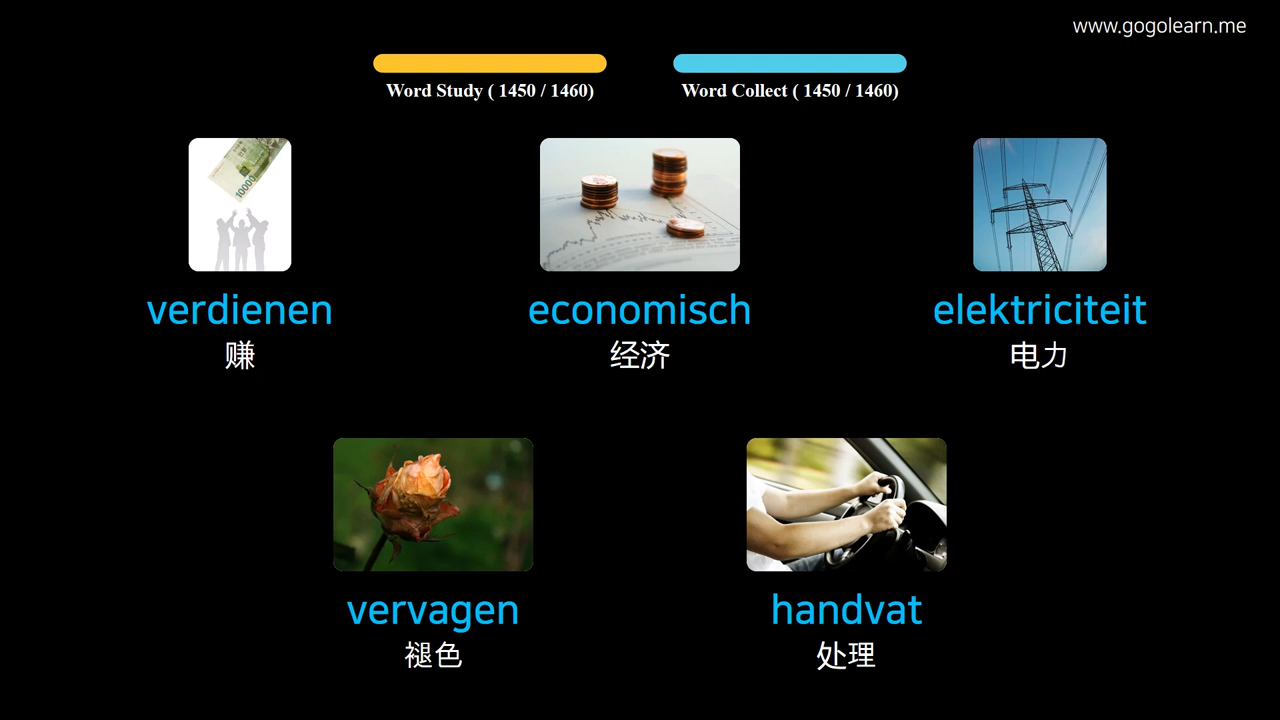 www.gogolearn.me
Word Study ( 1450 / 1460)
Word Collect ( 1450 / 1460)
10000
verdienen
economisch
elektriciteit
赚
经济
电力
vervagen
handvat
褪色
处理